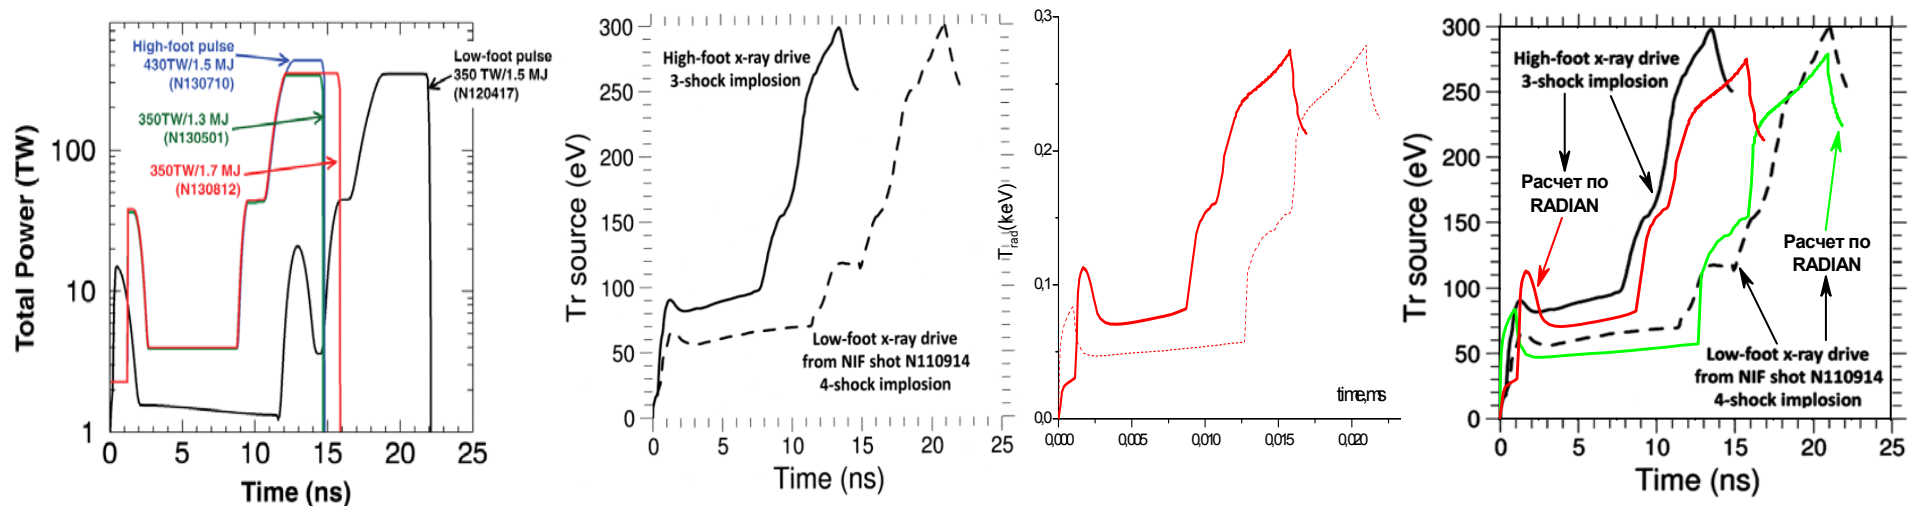 High-foot pulse
430TW/1.5 MJ
(N130710)
350TW/1.3 MJ
(N130501)
350TW/1.7 MJ
(N130812)
Low-foot pulse
350 TW/1.5 MJ
(N120417)
Total Power (TW)
100
10
1
0 5 10 15 20 25
Time (ns)
Tr source (eV)
300
250
200
150
100
50
0
High-foot x-ray drive
3-shock implosion
Low-foot x-ray drive
from NIF shot N110914
4-shock implosion
0 5 10 15 20 25
Time (ns)
Trad(keV)
0,3
0,2
0,1
0,0
time,ms
0,000 0,005 0,010 0,015 0,020
Tr source (eV)
300
250
200
150
100
50
0
High-foot x-ray drive
3-shock implosion
Расчет по
RADIAN
Расчет по
RADIAN
Low-foot x-ray drive
from NIF shot N110914
4-shock implosion
0 5 10 15 20 25
Time (ns)